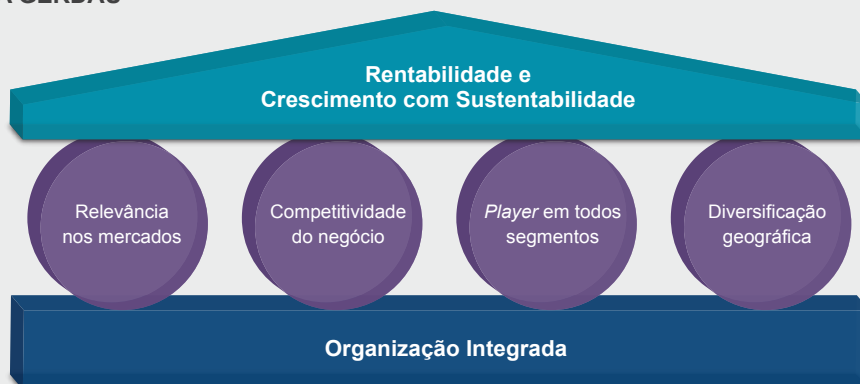 Rentabilidade e
Crescimento com Sustentabilidade
Relevância
nos mercados
Competitividade
do negócio
Player em todos
segmentos
Diversificação
geográfica
Organização Integrada